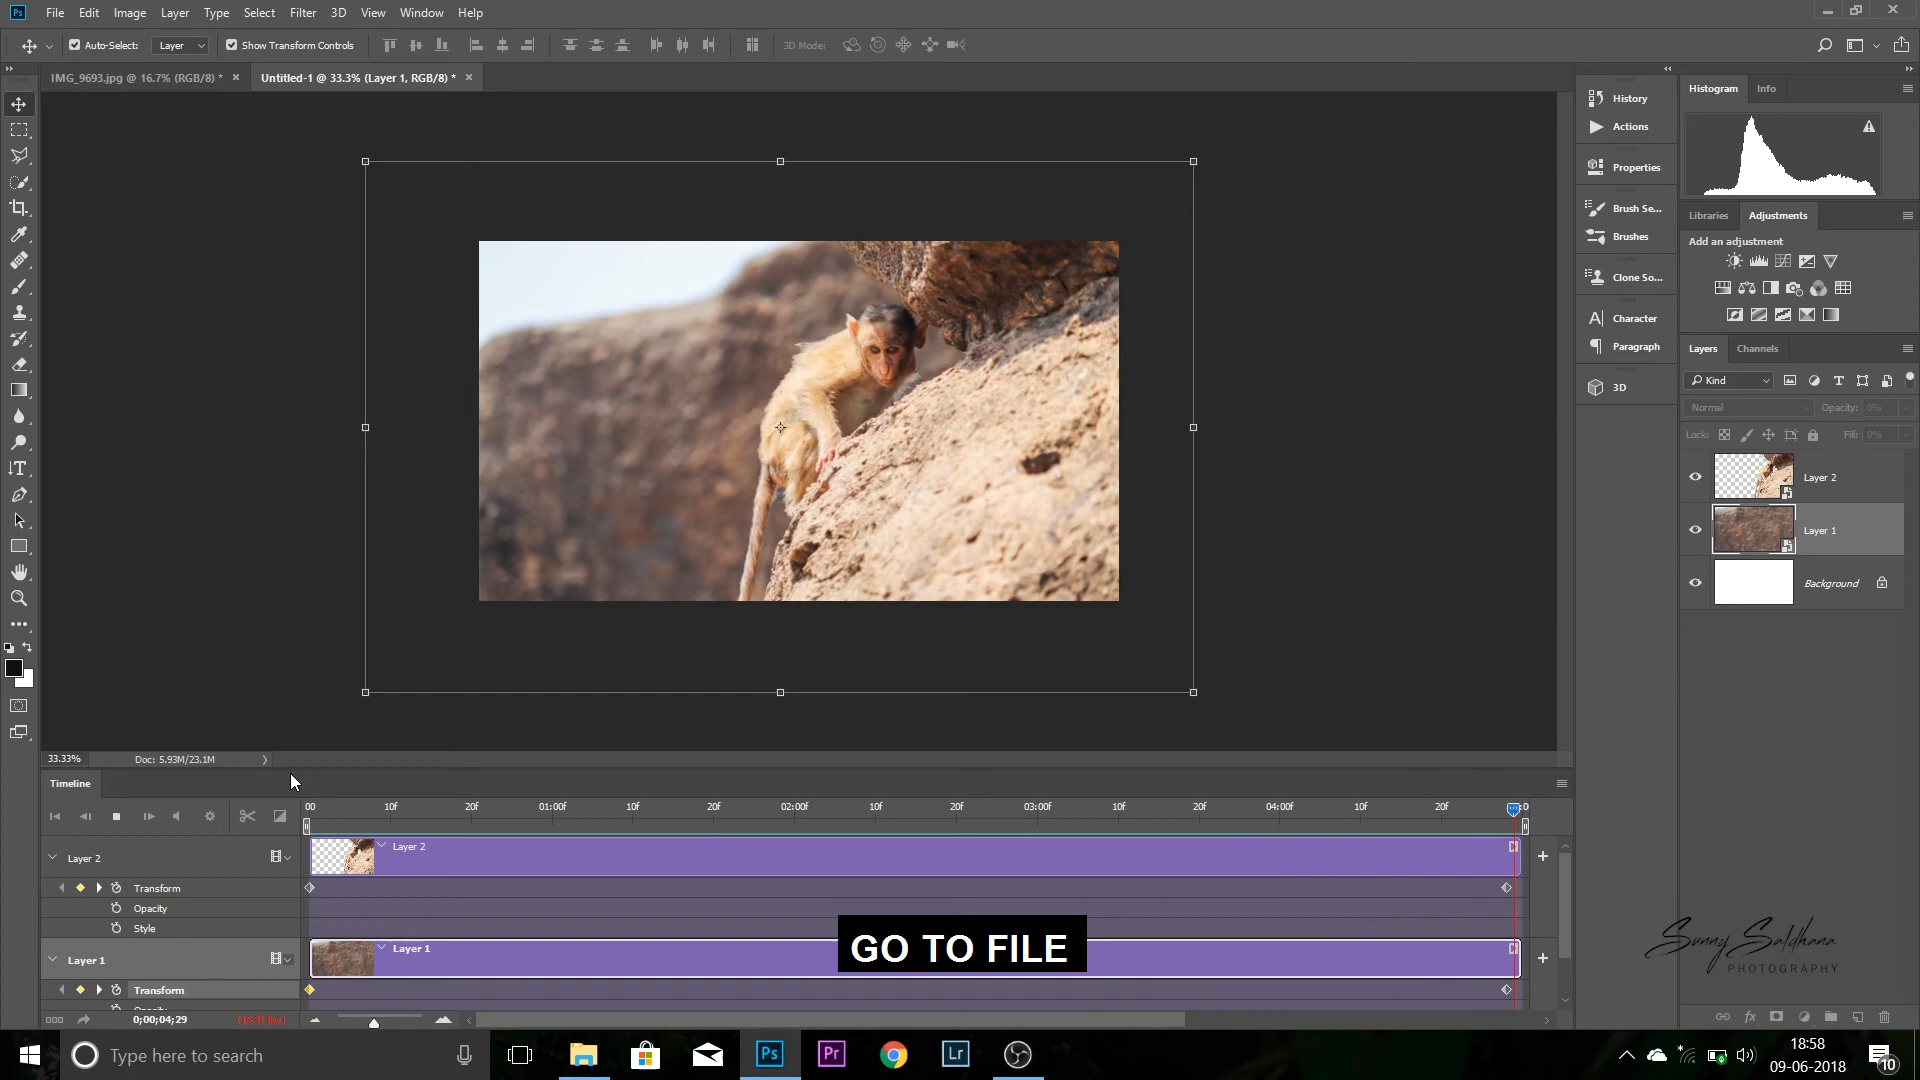 Ps File Edit Image Layer Type Select Filter 3D View Window Help
Auto-Select: Layer Show Transform Controls 3D Mode:
IMG_9693.jpg @ 16.7% (RGB/8) * × Untitled-1 @ 33.3% (Layer 1, RGB/8) * ×
History
Actions
Properties
Brush Se...
Brushes
Clone So...
Character
Paragraph
3D
Histogram Info
Libraries Adjustments
Add an adjustment
Layers Channels
Kind
Normal Opacity: 0%
Lock: Fill: 0%
Layer 2
Layer 1
Background
33.33% Doc: 5.93M/23.1M
Timeline
00 10f 20f 01:00f 10f 20f 02:00f 10f 20f 03:00f 10f 20f 04:00f 10f 20f
Layer 2 Layer 2
Transform
Opacity
Style
Layer 1 Layer 1
Transform
0;00;04;29
GO TO FILE
Sunny Saldhana
PHOTOGRAPHY
Type here to search
Ps Pr Lr
18:58
09-06-2018
10